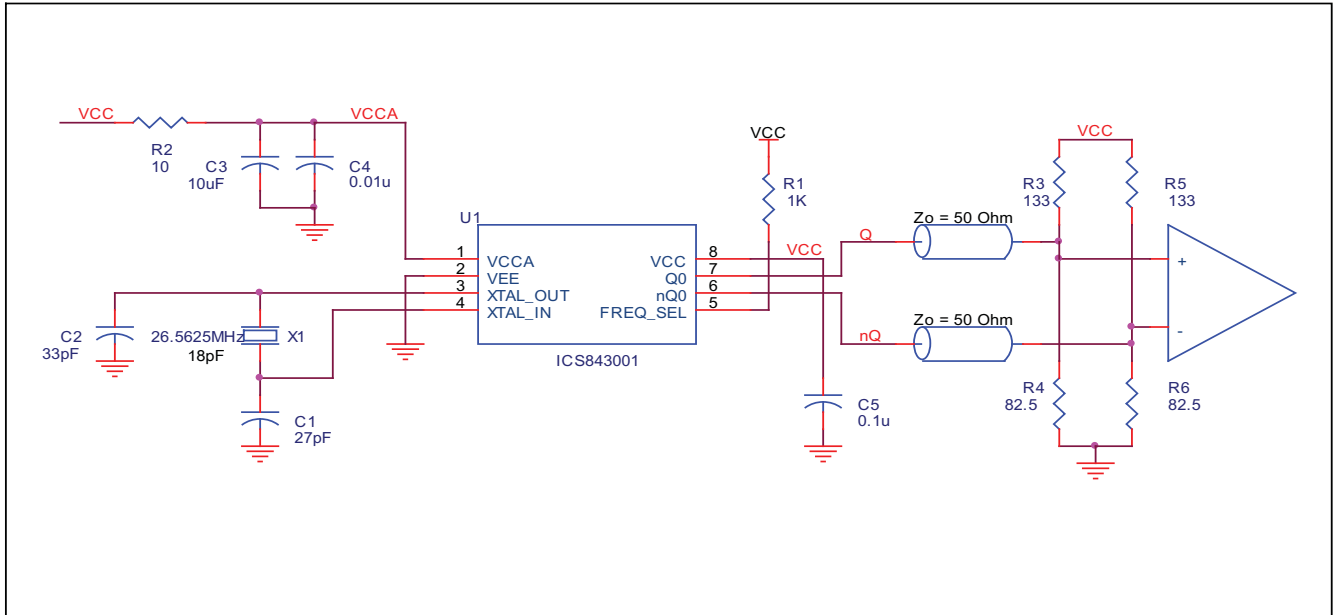 VCC
R2
10
C3
10uF
VCCA
C4
0.01u
C2
33pF
26.5625MHz
18pF
X1
C1
27pF
U1
1
VCCA
2
VEE
3
XTAL_OUT
4
XTAL_IN
VCC
8
Q0
7
nQ0
6
FREQ_SEL
5
ICS843001
VCC
R1
1K
VCC
C5
0.1u
Q
Zo = 50 Ohm
nQ
Zo = 50 Ohm
VCC
R3
133
R5
133
+
-
R4
82.5
R6
82.5